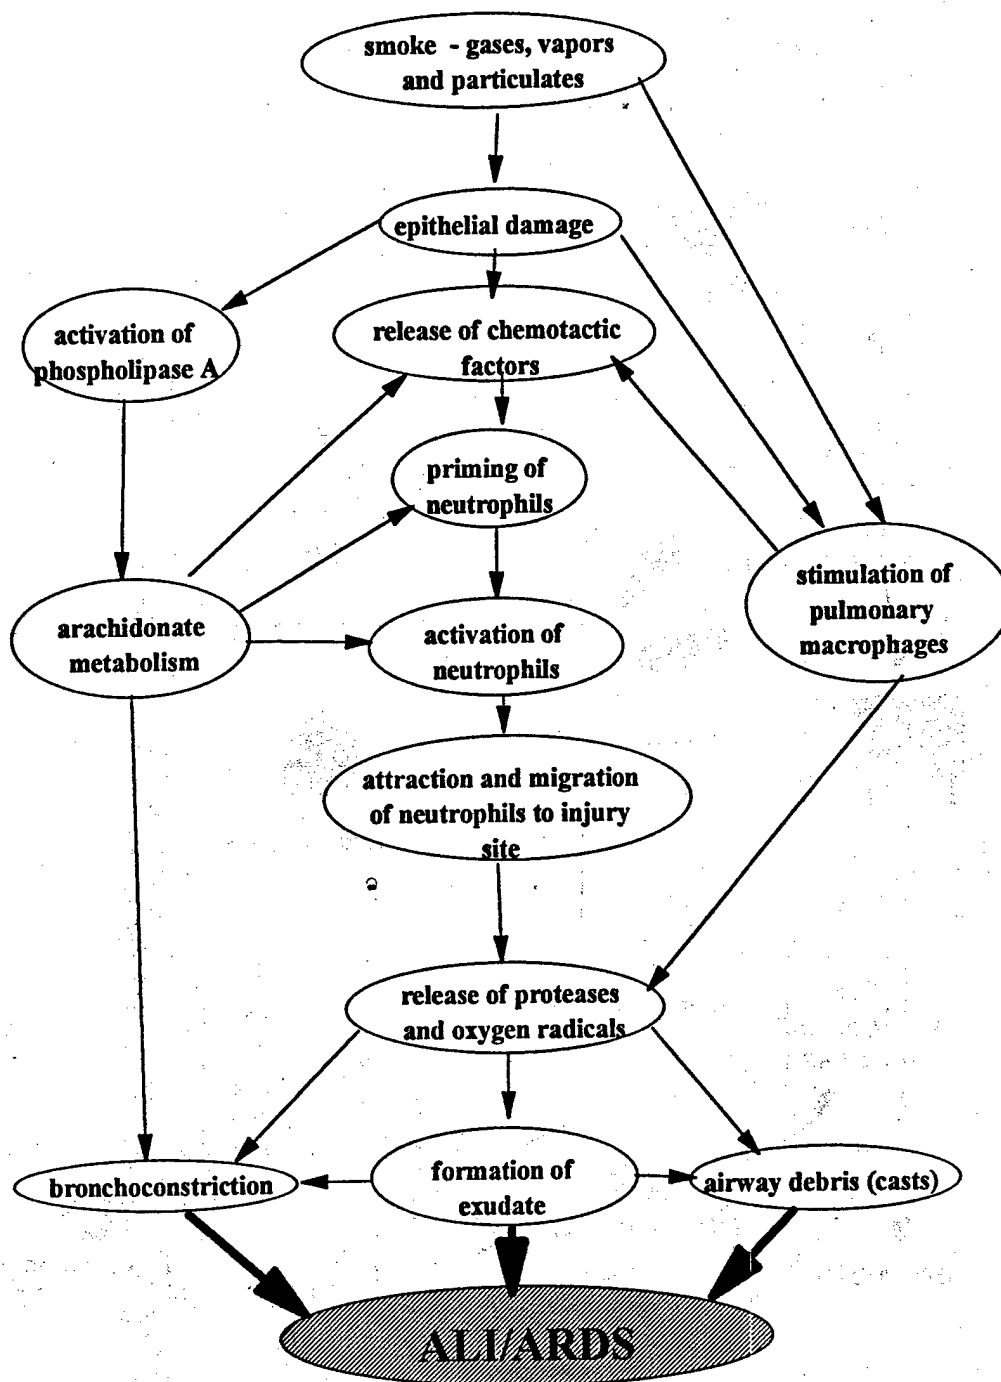 smoke - gases, vapors
and particulates
epithelial damage
activation of
phospholipase A
release of chemotactic
factors
priming of
neutrophils
arachidonate
metabolism
activation of
neutrophils
stimulation of
pulmonary
macrophages
attraction and migration
of neutrophils to injury
site
release of proteases
and oxygen radicals
bronchoconstriction
formation of
exudate
airway debris (casts)
ALI/ARDS